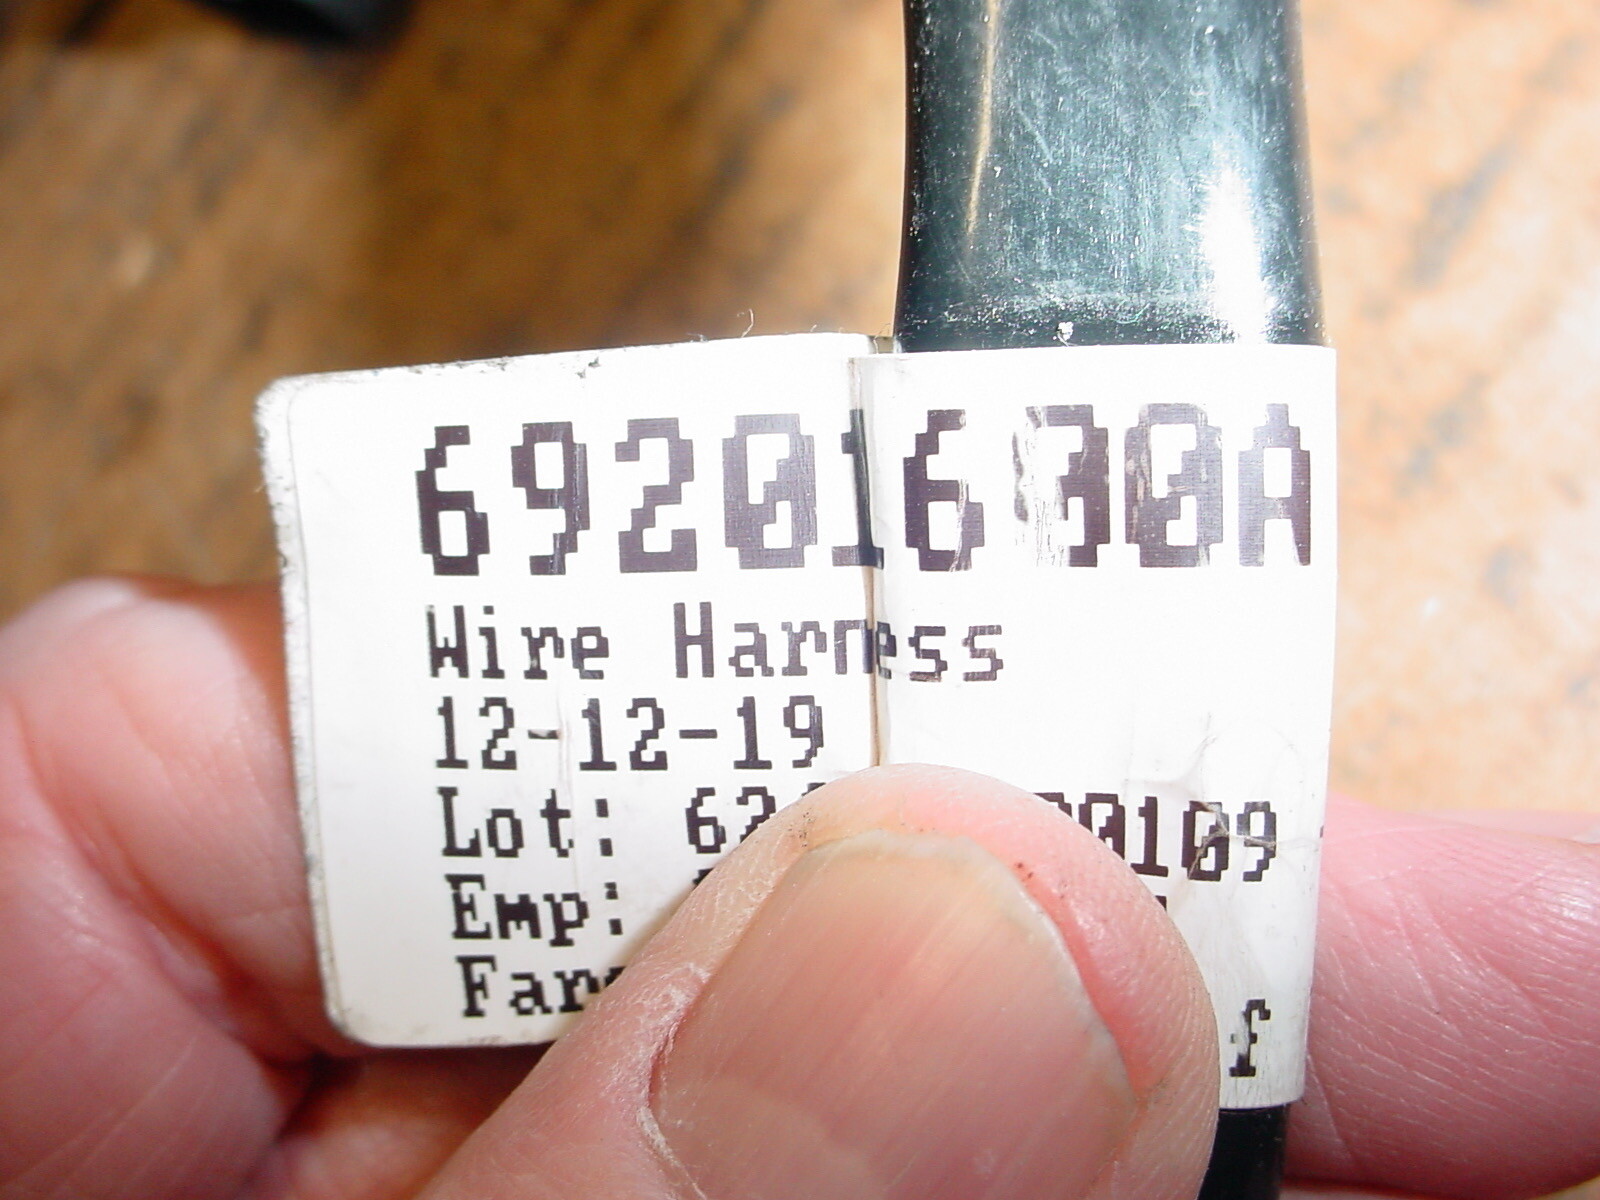 69201630A
Wire Harness
12-12-19
Lot:
Emp: